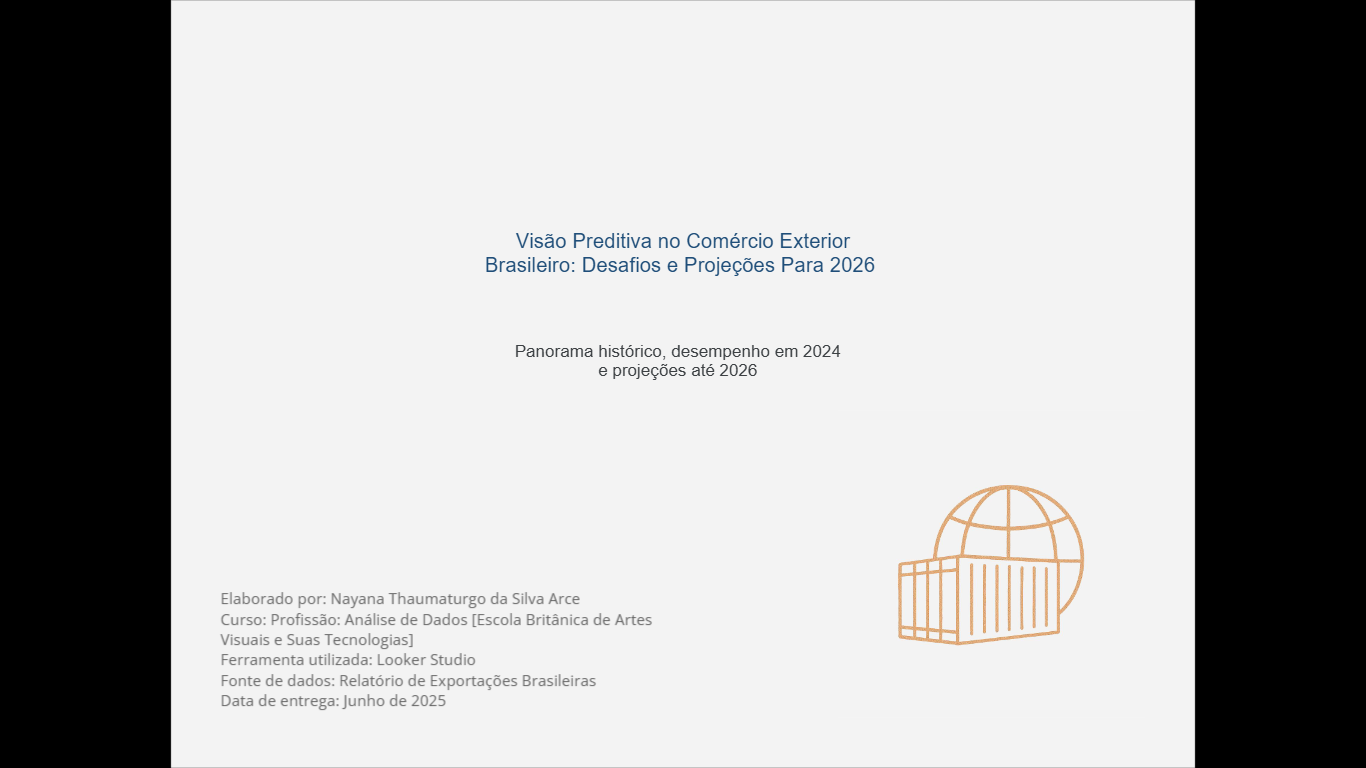 Visão Preditiva no Comércio Exterior
Brasileiro: Desafios e Projeções Para 2026
Panorama histórico, desempenho em 2024
e projeções até 2026
Elaborado por: Nayana Thaumaturgo da Silva Arce
Curso: Profissão: Análise de Dados [Escola Britânica de Artes
Visuais e Suas Tecnologias]
Ferramenta utilizada: Looker Studio
Fonte de dados: Relatório de Exportações Brasileiras
Data de entrega: Junho de 2025